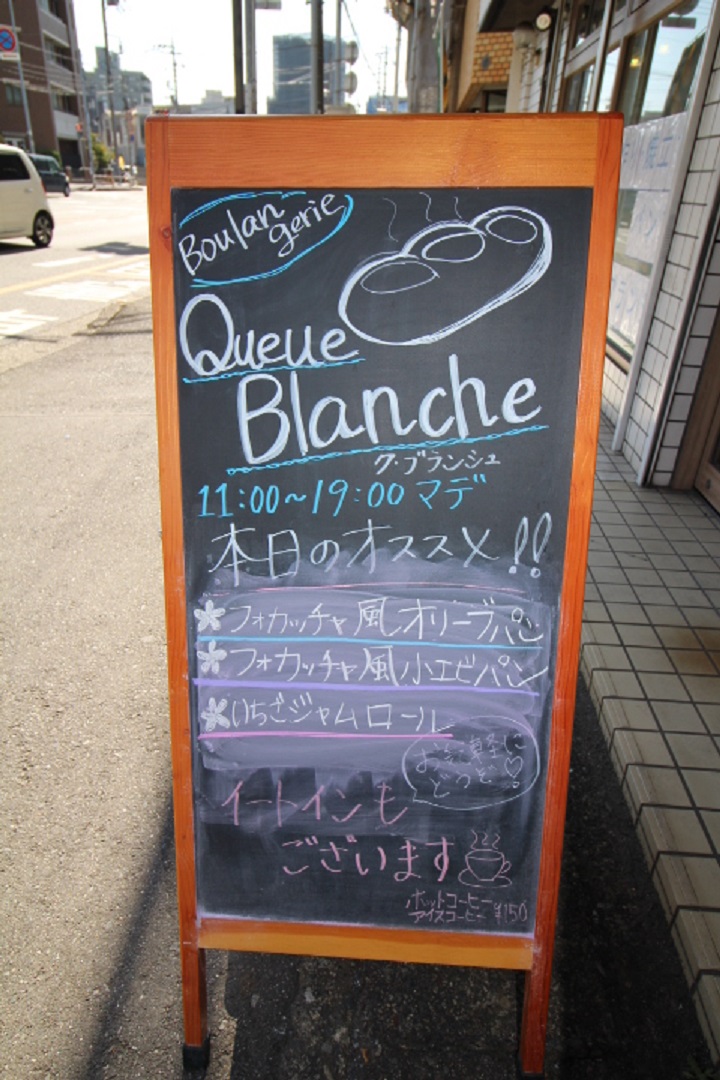 Boulan
gerie
Queue
Blanche
ク・ブランシュ
11:00～19:00マデ
本日のオススメ!!
フォカッチャ風オリーブパン
フォカッチャ風小エビパン
いちごジャムロール
お気軽に
どうぞ♡
イートインも
ございます
ホットコーヒー
アイスコーヒー ¥150